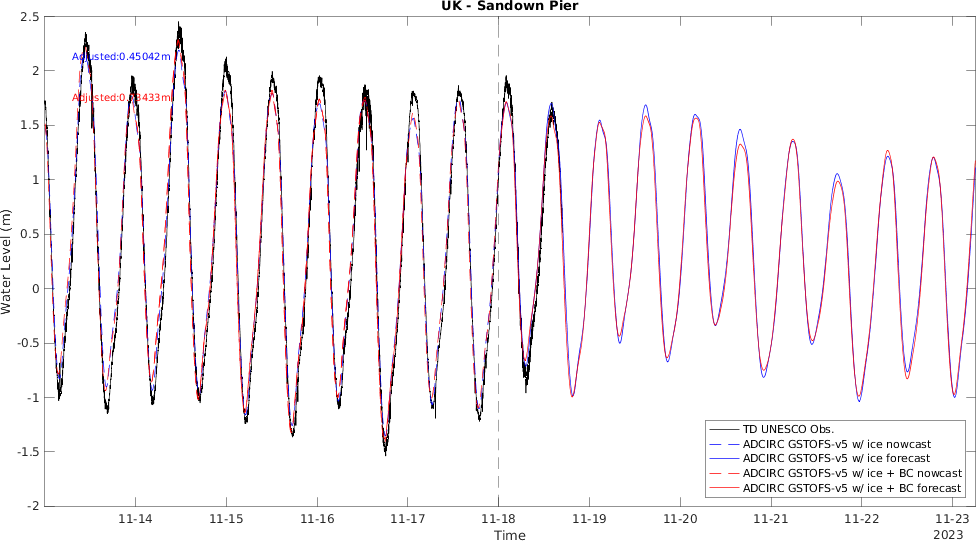 UK - Sandown Pier
Water Level (m)
2.5
2
1.5
1
0.5
0
-0.5
-1
-1.5
-2
Adjusted:0.45042m
11-14
11-15
11-16
11-17
11-18
11-19
11-20
11-21
11-22
11-23
2023
Time
TD UNESCO Obs.
ADCIRC GSTOFS-v5 w/ ice nowcast
ADCIRC GSTOFS-v5 w/ ice forecast
ADCIRC GSTOFS-v5 w/ ice + BC nowcast
ADCIRC GSTOFS-v5 w/ ice + BC forecast